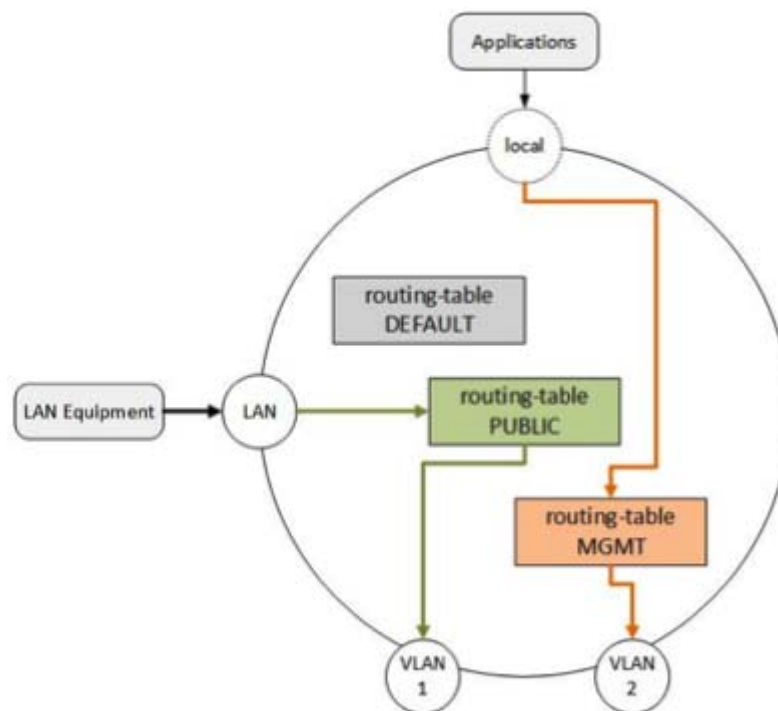 Applications
local
routing-table
DEFAULT
LAN Equipment
LAN
routing-table
PUBLIC
routing-table
MGMT
VLAN
1
VLAN
2